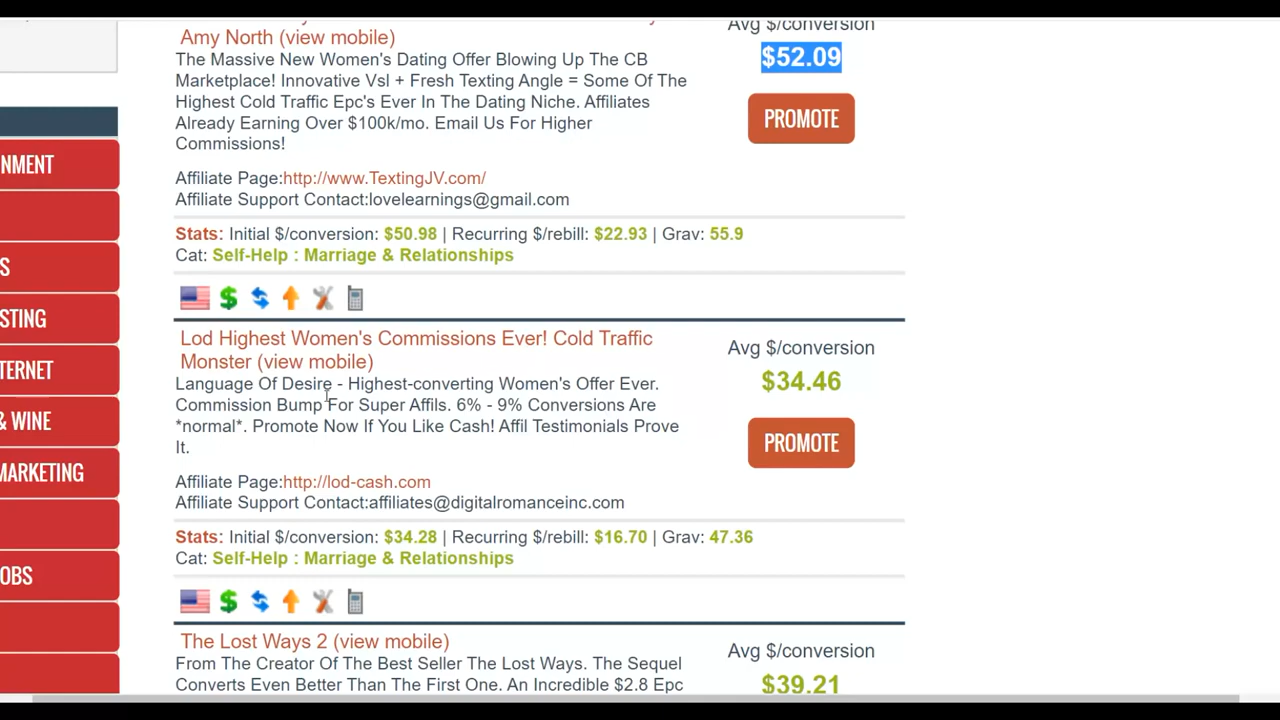 Amy North (view mobile)
Avg $/conversion
$52.09
The Massive New Women's Dating Offer Blowing Up The CB
Marketplace! Innovative Vsl + Fresh Texting Angle = Some Of The
Highest Cold Traffic Epc's Ever In The Dating Niche. Affiliates
Already Earning Over $100k/mo. Email Us For Higher
Commissions!
PROMOTE
Affiliate Page:http://www.TextingJV.com/
Affiliate Support Contact:lovelearnings@gmail.com
Stats: Initial $/conversion: $50.98 | Recurring $/rebill: $22.93 | Grav: 55.9
Cat: Self-Help : Marriage & Relationships
Lod Highest Women's Commissions Ever! Cold Traffic
Monster (view mobile)
Avg $/conversion
$34.46
Language Of Desire - Highest-converting Women's Offer Ever.
Commission Bump For Super Affils. 6% - 9% Conversions Are
*normal*. Promote Now If You Like Cash! Affil Testimonials Prove
It.
PROMOTE
Affiliate Page:http://lod-cash.com
Affiliate Support Contact:affiliates@digitalromanceinc.com
Stats: Initial $/conversion: $34.28 | Recurring $/rebill: $16.70 | Grav: 47.36
Cat: Self-Help : Marriage & Relationships
The Lost Ways 2 (view mobile)
Avg $/conversion
$39.21
From The Creator Of The Best Seller The Lost Ways. The Sequel
Converts Even Better Than The First One. An Incredible $2.8 Epc
NMENT
S
STING
TERNET
& WINE
MARKETING
OBS